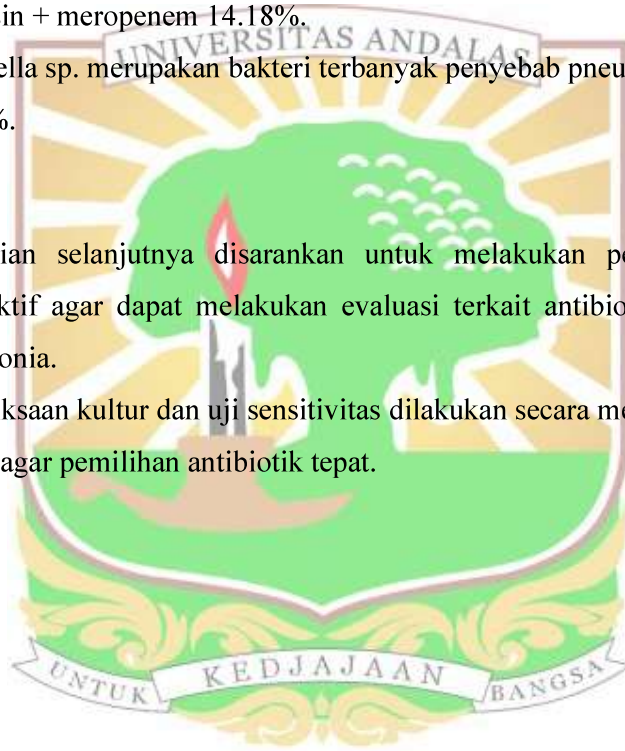 sin + meropenem 14.18%.
UNIVERSITAS ANDALAS
ella sp. merupakan bakteri terbanyak penyebab pneu
%.
ian selanjutnya disarankan untuk melakukan pe
ktif agar dapat melakukan evaluasi terkait antibio
onia.
ksaan kultur dan uji sensitivitas dilakukan secara me
agar pemilihan antibiotik tepat.
UNTUK KEDJAJAAN BANGSA